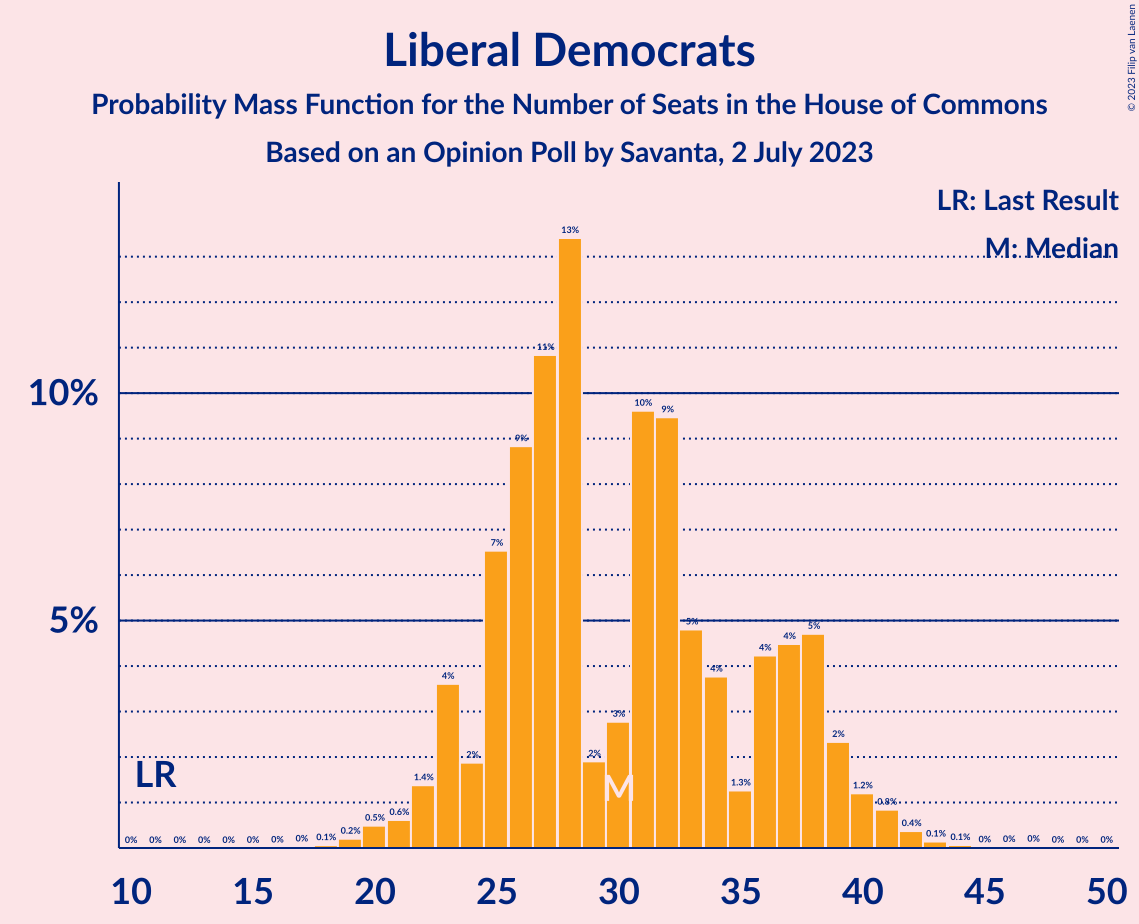 Liberal Democrats
Probability Mass Function for the Number of Seats in the House of Commons
Based on an Opinion Poll by Savanta, 2 July 2023
© 2023 Filip van Laenen
LR: Last Result
M: Median
10%
5%
LR
M
0% 0% 0% 0% 0% 0% 0% 0% 0.1% 0.2% 0.5% 0.6% 1.4% 4% 2% 7% 9% 11% 13% 2% 3% 10% 9% 5% 4% 1.3% 4% 4% 5% 2% 1.2% 0.8% 0.4% 0.1% 0.1% 0% 0% 0% 0% 0% 0%
10 15 20 25 30 35 40 45 50